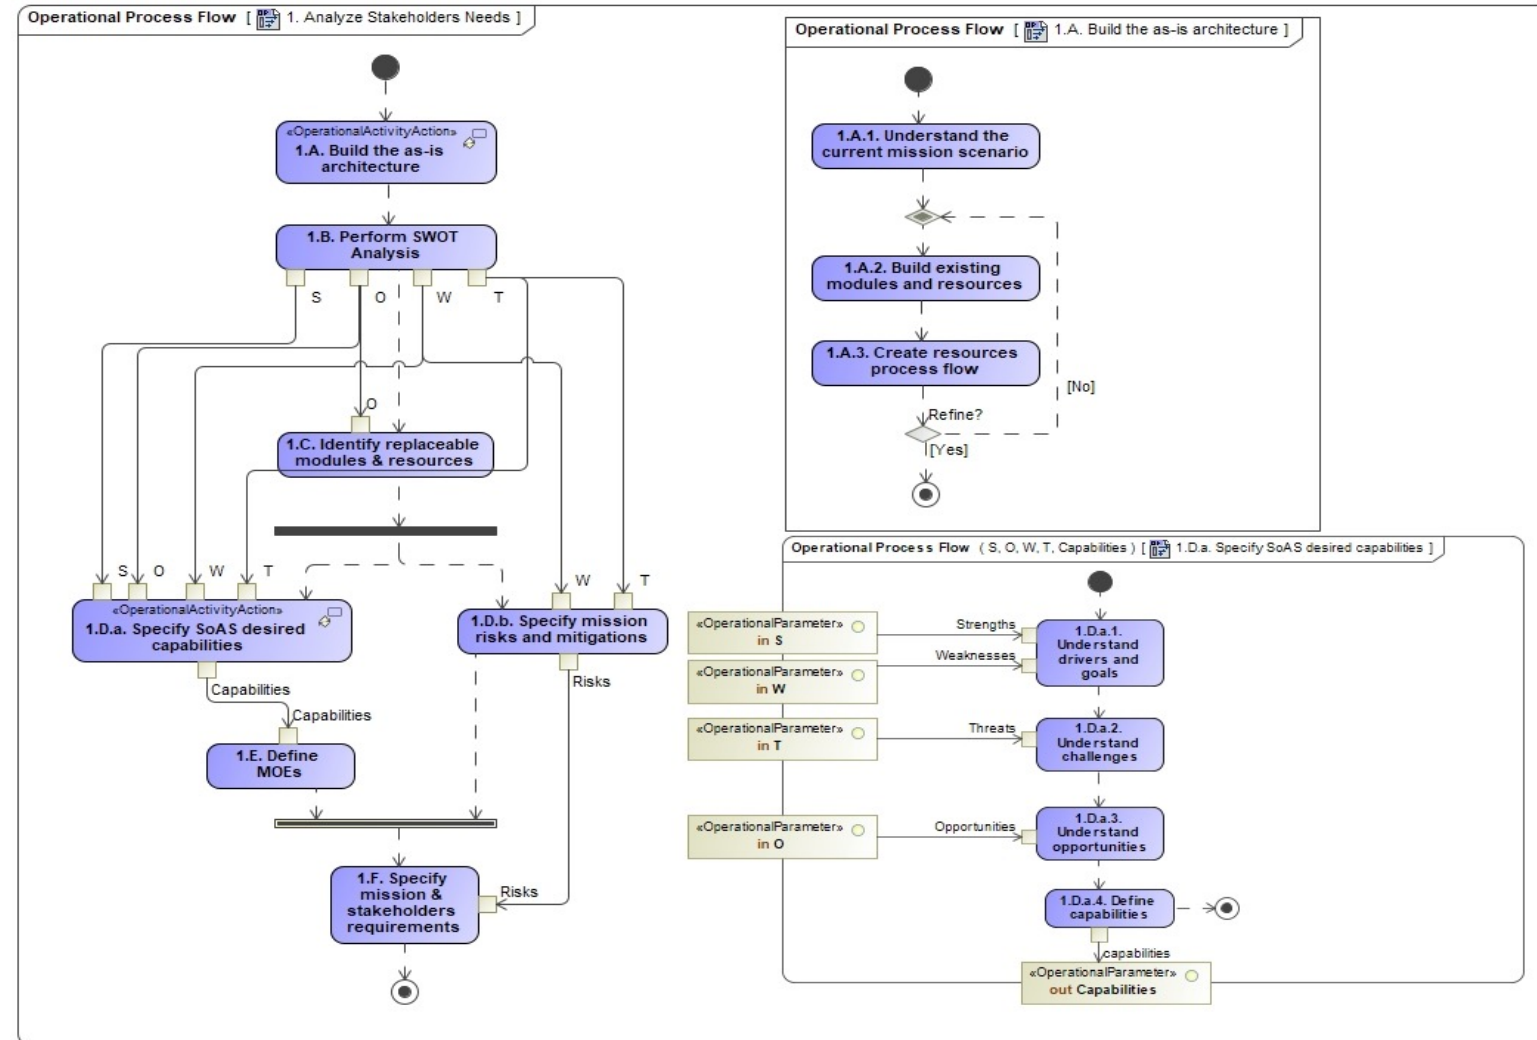 Operational Process Flow [ 1. Analyze Stakeholders Needs ]
«OperationalActivityAction»
1.A. Build the as-is
architecture
1.B. Perform SWOT
Analysis
S
O
W
T
O
1.C. Identify replaceable
modules & resources
S
O
W
T
W
T
«OperationalActivityAction»
1.D.a. Specify SoAS desired
capabilities
1.D.b. Specify mission
risks and mitigations
Capabilities
Risks
Capabilities
1.E. Define
MOEs
1.F. Specify
mission &
stakeholders
requirements
Risks
Operational Process Flow [ 1.A. Build the as-is architecture ]
1.A.1. Understand the
current mission scenario
1.A.2. Build existing
modules and resources
1.A.3. Create resources
process flow
[No]
Refine?
[Yes]
Operational Process Flow ( S, O, W, T, Capabilities ) [ 1.D.a. Specify SoAS desired capabilities ]
«OperationalParameter»
in S
Strengths
«OperationalParameter»
in W
Weaknesses
1.D.a.1.
Understand
drivers and
goals
«OperationalParameter»
in T
Threats
1.D.a.2.
Understand
challenges
«OperationalParameter»
in O
Opportunities
1.D.a.3.
Understand
opportunities
1.D.a.4. Define
capabilities
capabilities
«OperationalParameter»
out Capabilities